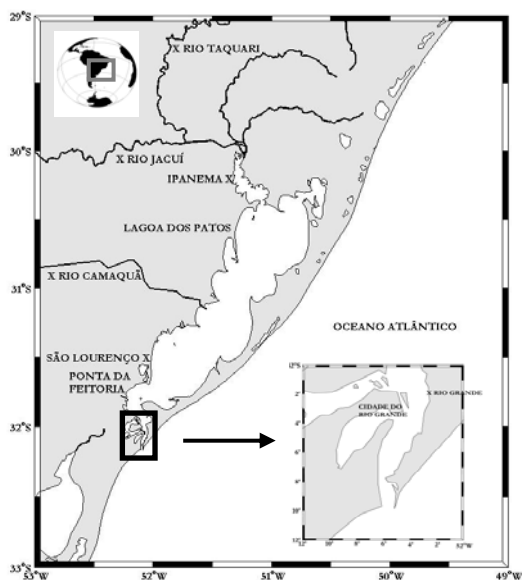 29°S
X RIO TAQUARI
30°S
X RIO JACUÍ
IPANEMA X
LAGOA DOS PATOS
31°S
X RIO CAMAQUÃ
OCEANO ATLÂNTICO
SÃO LOURENÇO X
PONTA DA
FEITORIA
X RIO GRANDE
CIDADE DO
RIO GRANDE
32°S
33°S
53°W
52°W
51°W
50°W
49°W